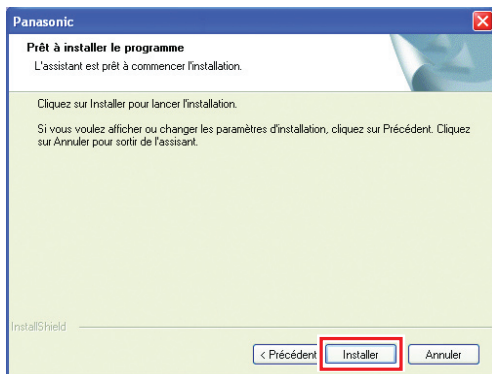 Panasonic
Prêt à installer le programme
L'assistant est prêt à commencer l'installation.
Cliquez sur Installer pour lancer l'installation.
Si vous voulez afficher ou changer les paramètres d'installation, cliquez sur Précédent. Cliquez
sur Annuler pour sortir de l'assisant.
InstallShield
< Précédent Installer Annuler